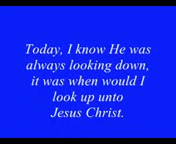 Today, I know He was
always looking down,
it was when would I
look up unto
Jesus Christ.